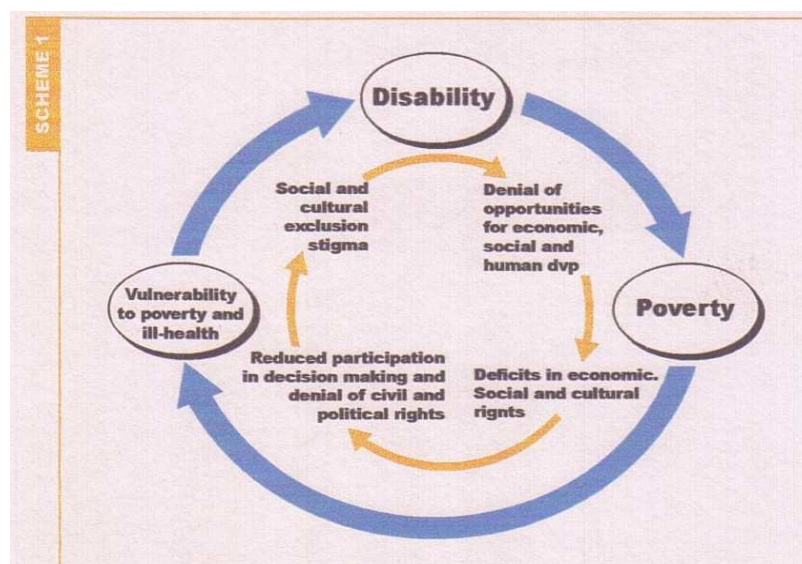 SCHEME 1
Disability
Social and
cultural
exclusion
stigma
Denial of
opportunities
for economic,
social and
human dvp
Vulnerability
to poverty and
ill-health
Poverty
Reduced participation
in decision making and
denial of civil and
political rights
Deficits in economic.
Social and cultural
rignts